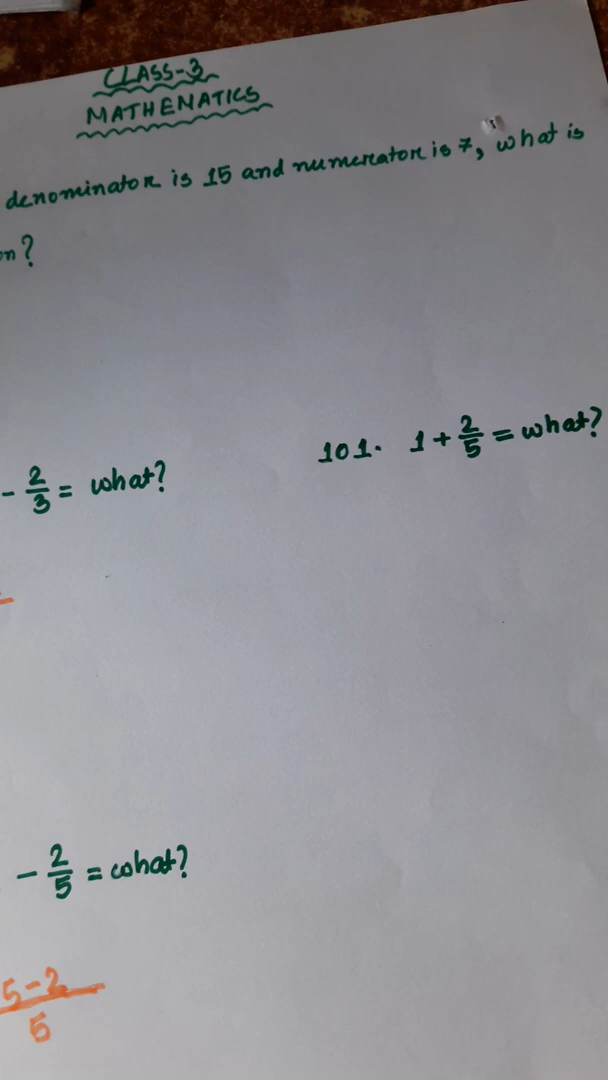 CLASS-3
MATHEMATICS
denominator is 15 and numerator is 7, what is
on?
101. 1 + 2/5 = what?
- 2/3 = what?
- 2/5 = what?
5-2
5